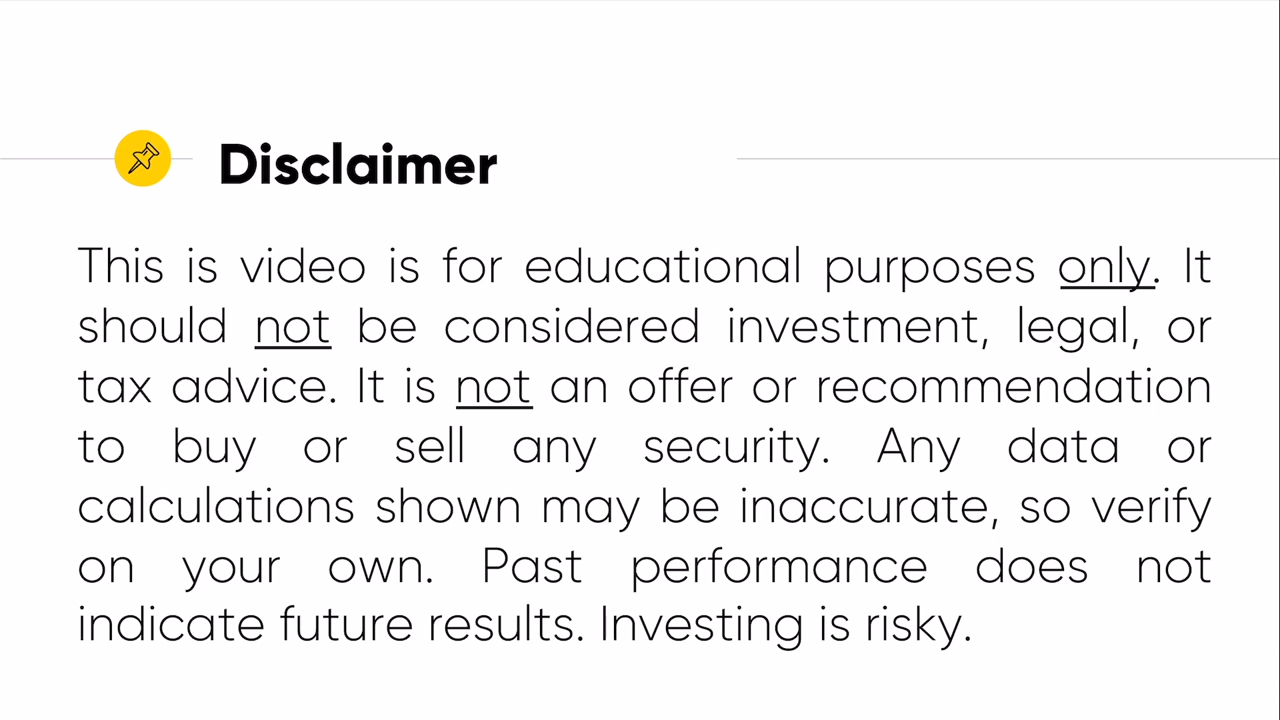 Disclaimer
This is video is for educational purposes only. It
should not be considered investment, legal, or
tax advice. It is not an offer or recommendation
to buy or sell any security. Any data or
calculations shown may be inaccurate, so verify
on your own. Past performance does not
indicate future results. Investing is risky.